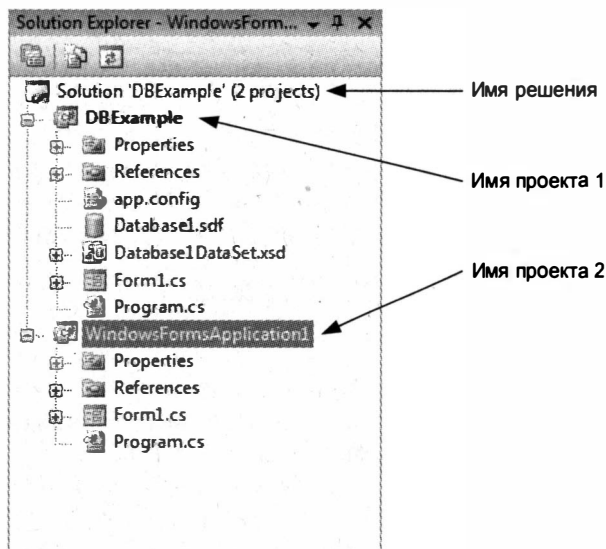 Solution Explorer - WindowsForm...
Solution 'DBExample' (2 projects)
Имя решения
DBExample
Имя проекта 1
Properties
References
app.config
Database1.sdf
Database1DataSet.xsd
Form1.cs
Program.cs
WindowsFormsApplication1
Имя проекта 2
Properties
References
Form1.cs
Program.cs